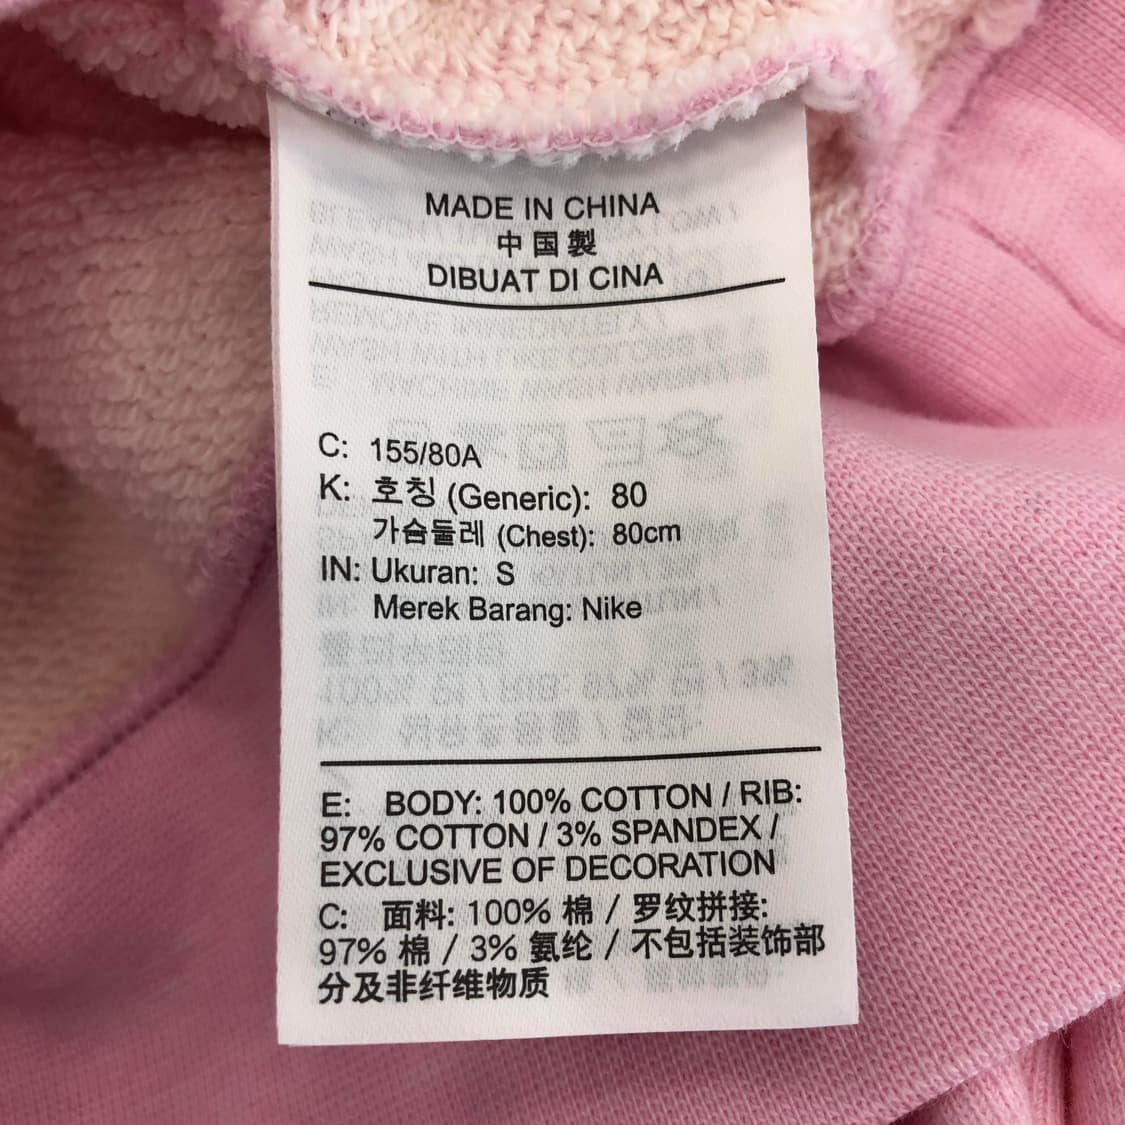 MADE IN CHINA
中国製
DIBUAT DI CINA
C: 155/80A
K: 호칭 (Generic): 80
가슴둘레 (Chest): 80cm
IN: Ukuran: S
Merek Barang: Nike
E: BODY: 100% COTTON / RIB:
97% COTTON / 3% SPANDEX /
EXCLUSIVE OF DECORATION
C: 面料: 100% 棉 / 罗纹拼接:
97% 棉 / 3% 氨纶 / 不包括装饰部
分及非纤维物质